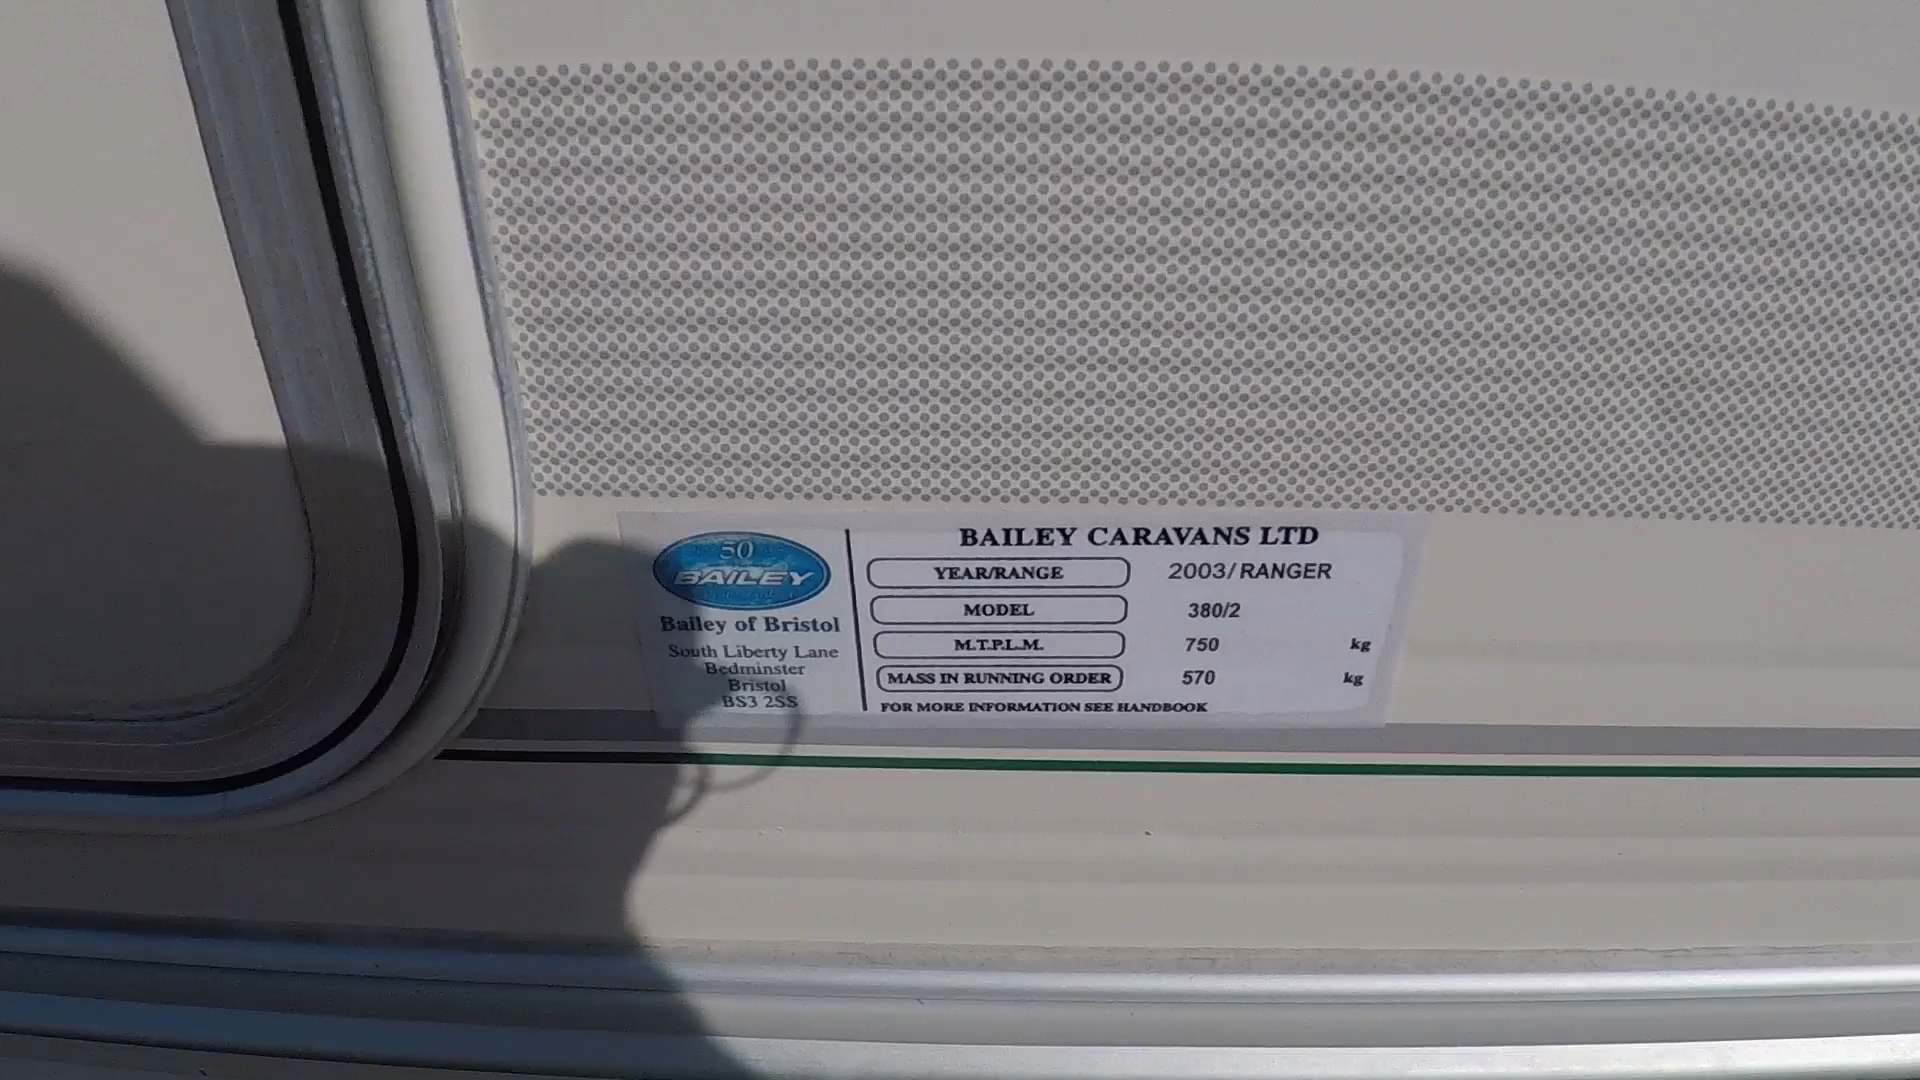 50
BAILEY
Bailey of Bristol
South Liberty Lane
Bedminster
Bristol
BS3 2SS
BAILEY CARAVANS LTD
YEAR/RANGE 2003/RANGER
MODEL 380/2
M.T.P.L.M. 750 kg
MASS IN RUNNING ORDER 570 kg
FOR MORE INFORMATION SEE HANDBOOK